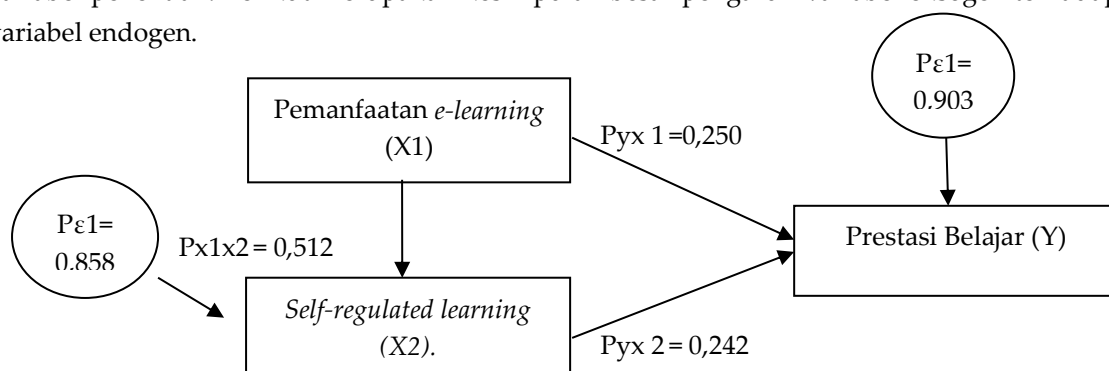 variabel endogen.
Pε1=
0,903
Pemanfaatan e-learning
(X1)
Pyx 1 =0,250
Pε1=
0,858
Px1x2 = 0,512
Prestasi Belajar (Y)
Self-regulated learning
(X2).
Pyx 2 = 0,242